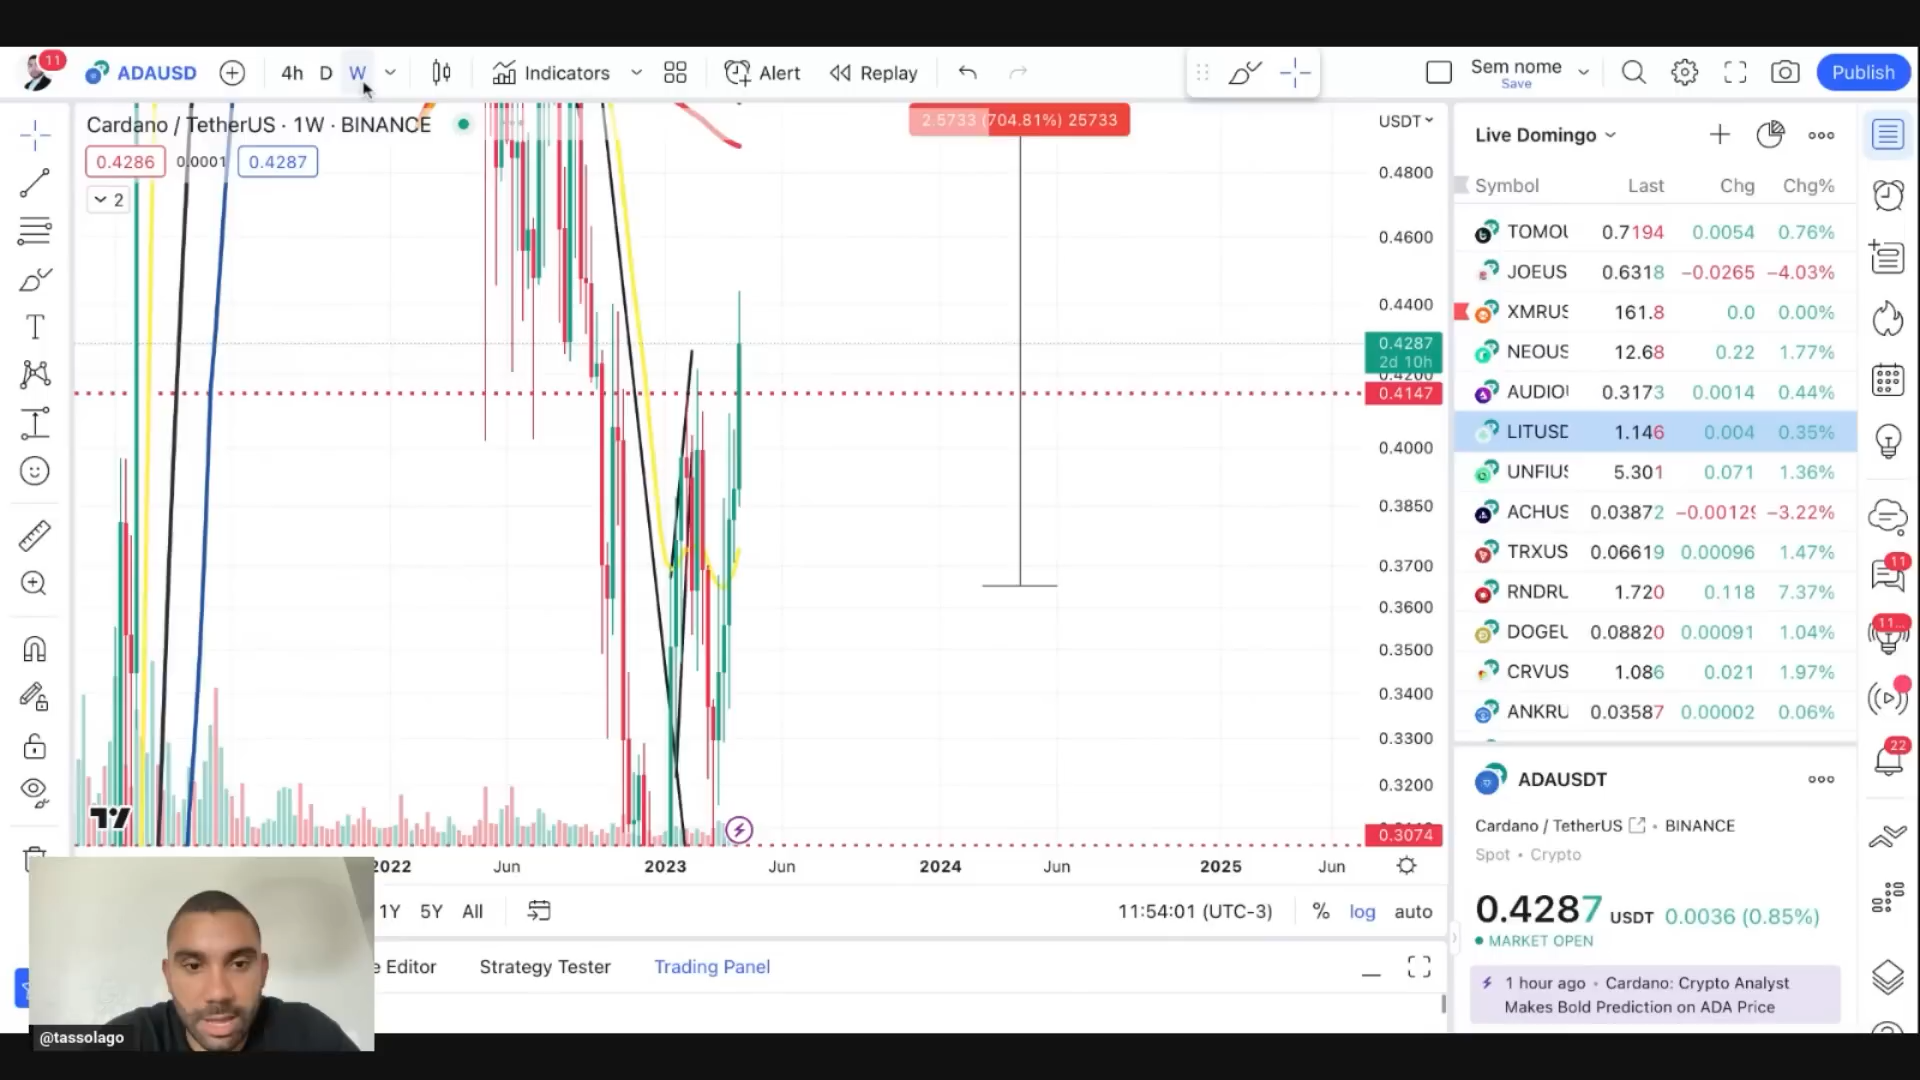 11
ADAUSD
4h D W
Indicators
Alert
Replay
Sem nome
Save
Publish
Cardano / TetherUS · 1W · BINANCE
0.4286 0.0001 0.4287
2
2.5733 (704.81%) 25733
USDT
0.4800
0.4600
0.4400
0.4287
2d 10h
0.4200
0.4147
0.4000
0.3850
0.3700
0.3600
0.3500
0.3400
0.3300
0.3200
0.3074
2022 Jun 2023 Jun 2024 Jun 2025 Jun
1Y 5Y All
11:54:01 (UTC-3) % log auto
e Editor Strategy Tester Trading Panel
@tassolago
Live Domingo
Symbol Last Chg Chg%
TOMOU 0.7194 0.0054 0.76%
JOEUS 0.6318 −0.0265 −4.03%
XMRUS 161.8 0.0 0.00%
NEOUS 12.68 0.22 1.77%
AUDIO 0.3173 0.0014 0.44%
LITUSD 1.146 0.004 0.35%
UNFIUS 5.301 0.071 1.36%
ACHUS 0.03872 −0.00129 −3.22%
TRXUS 0.06619 0.00096 1.47%
RNDRU 1.720 0.118 7.37%
DOGEU 0.08820 0.00091 1.04%
CRVUS 1.086 0.021 1.97%
ANKRU 0.03587 0.00002 0.06%
ADAUSDT
Cardano / TetherUS • BINANCE
Spot • Crypto
0.4287 USDT 0.0036 (0.85%)
MARKET OPEN
1 hour ago • Cardano: Crypto Analyst
Makes Bold Prediction on ADA Price
11
11...
22